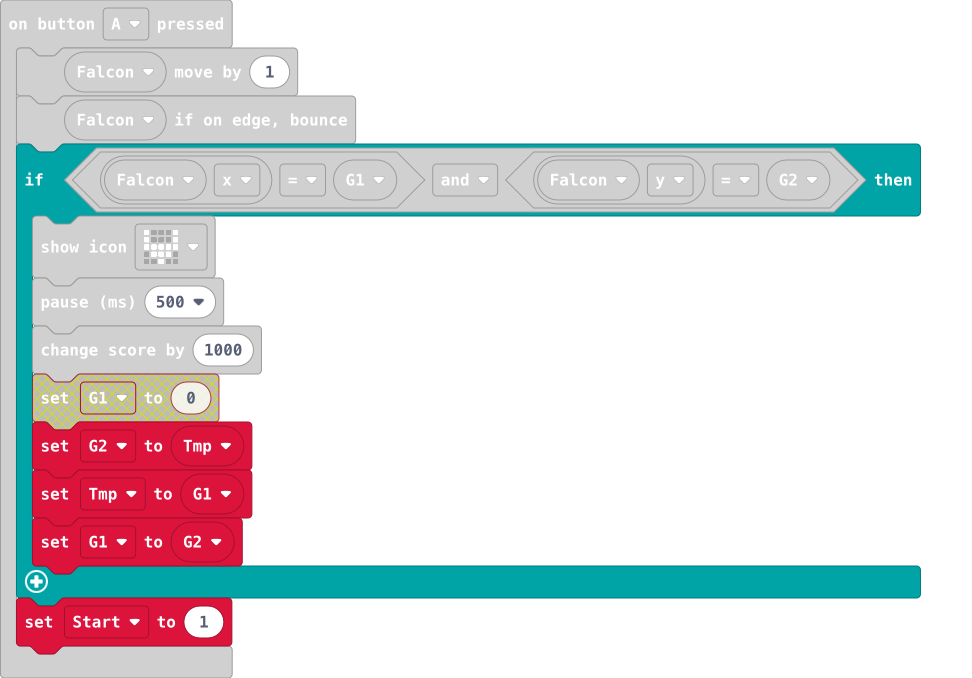 on button A pressed
Falcon move by 1
Falcon if on edge, bounce
if Falcon x = G1 and Falcon y = G2 then
show icon
pause (ms) 500
change score by 1000
set G1 to 0
set G2 to Tmp
set Tmp to G1
set G1 to G2
set Start to 1